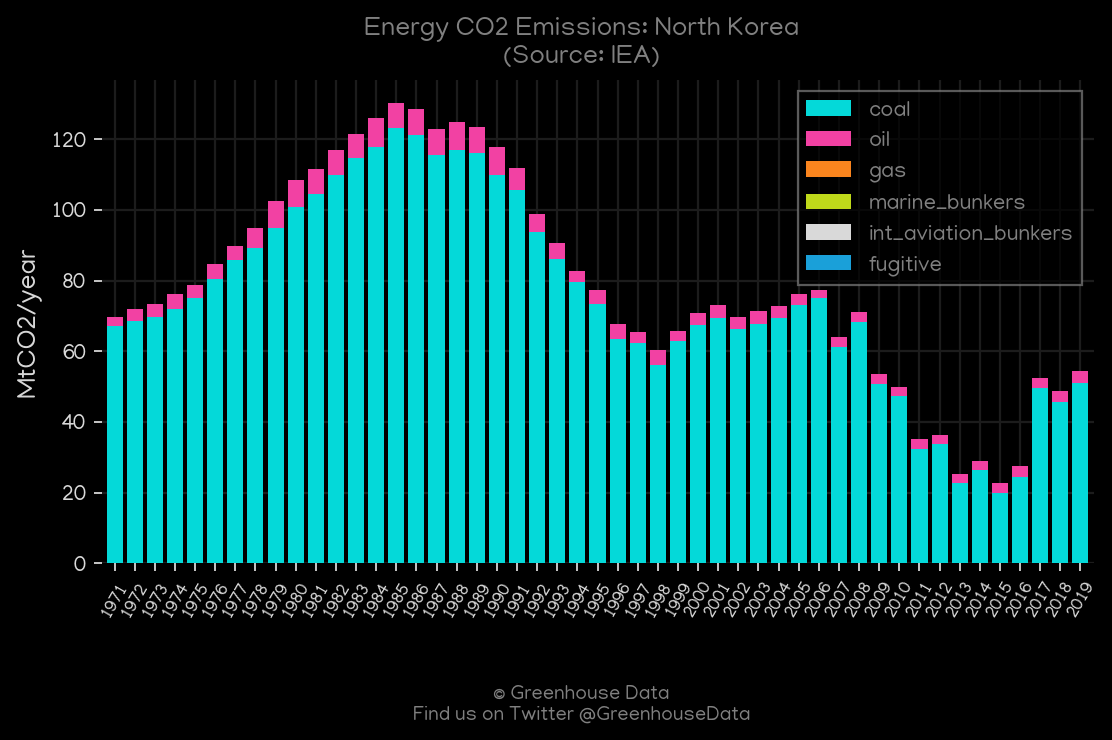 Energy CO2 Emissions: North Korea
(Source: IEA)
MtCO2/year
120
100
80
60
40
20
0
coal
oil
gas
marine_bunkers
int_aviation_bunkers
fugitive
1971 1972 1973 1974 1975 1976 1977 1978 1979 1980 1981 1982 1983 1984 1985 1986 1987 1988 1989 1990 1991 1992 1993 1994 1995 1996 1997 1998 1999 2000 2001 2002 2003 2004 2005 2006 2007 2008 2009 2010 2011 2012 2013 2014 2015 2016 2017 2018 2019
© Greenhouse Data
Find us on Twitter @GreenhouseData